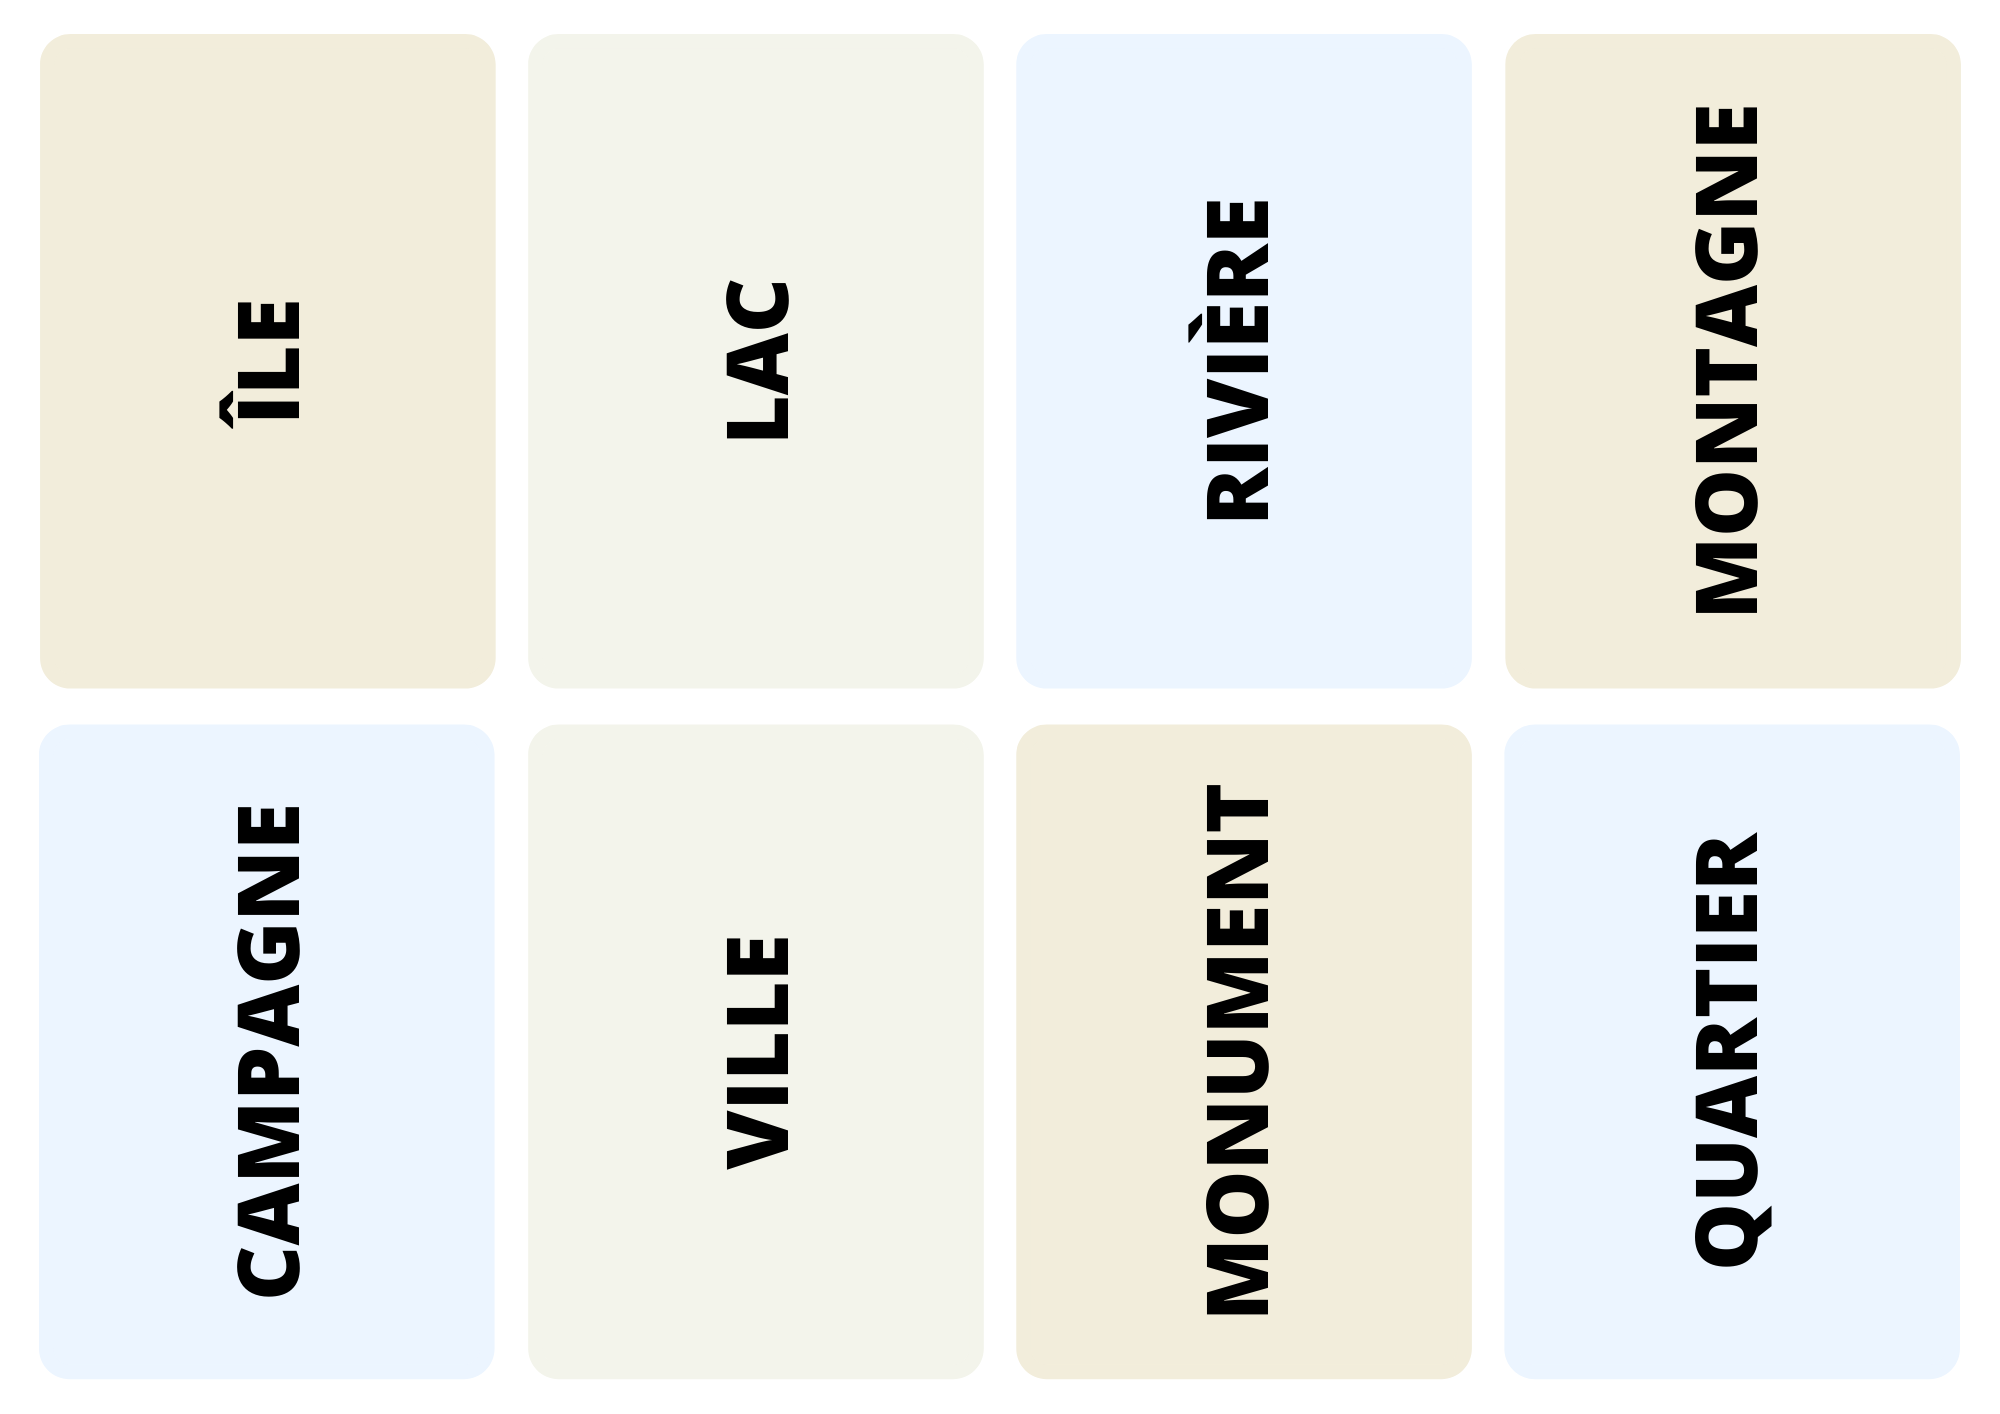 ÎLE
LAC
RIVIÈRE
MONTAGNE
CAMPAGNE
VILLE
MONUMENT
QUARTIER